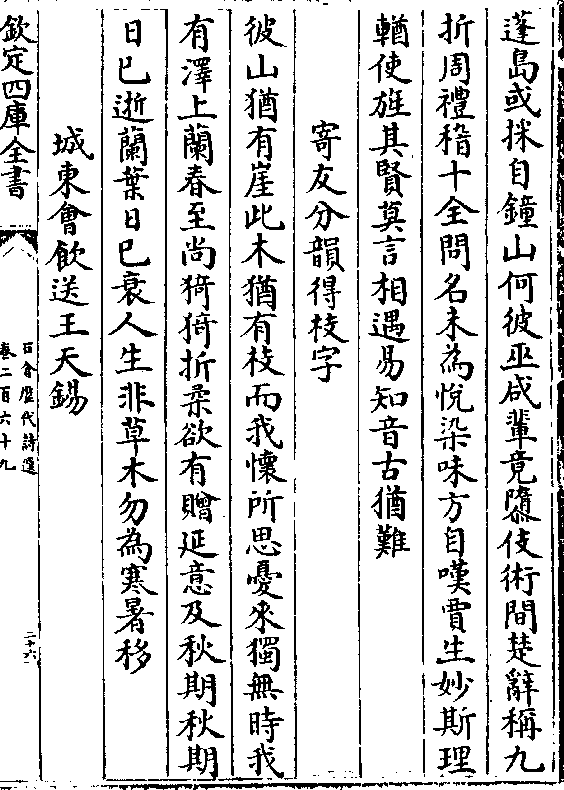 蓬島或採自鐘山何彼巫咸輩竟隳伎術間楚辭稱九
折周禮稽十全問名未為悅染味方自嘆賈生妙斯理
輶使旌其賢莫言相遇易知音古猶難
寄友分韻得枝字
彼山猶有崖此木猶有枝而我懷所思憂來獨無時我
有澤上蘭春至尚猗猗折柔欲有贈延意及秋期秋期
日已逝蘭葉日已衰人生非草木勿為寒暑移
城東會飲送王天錫
欽定四庫全書
石倉歷代詩選
卷二百六十九
二十六